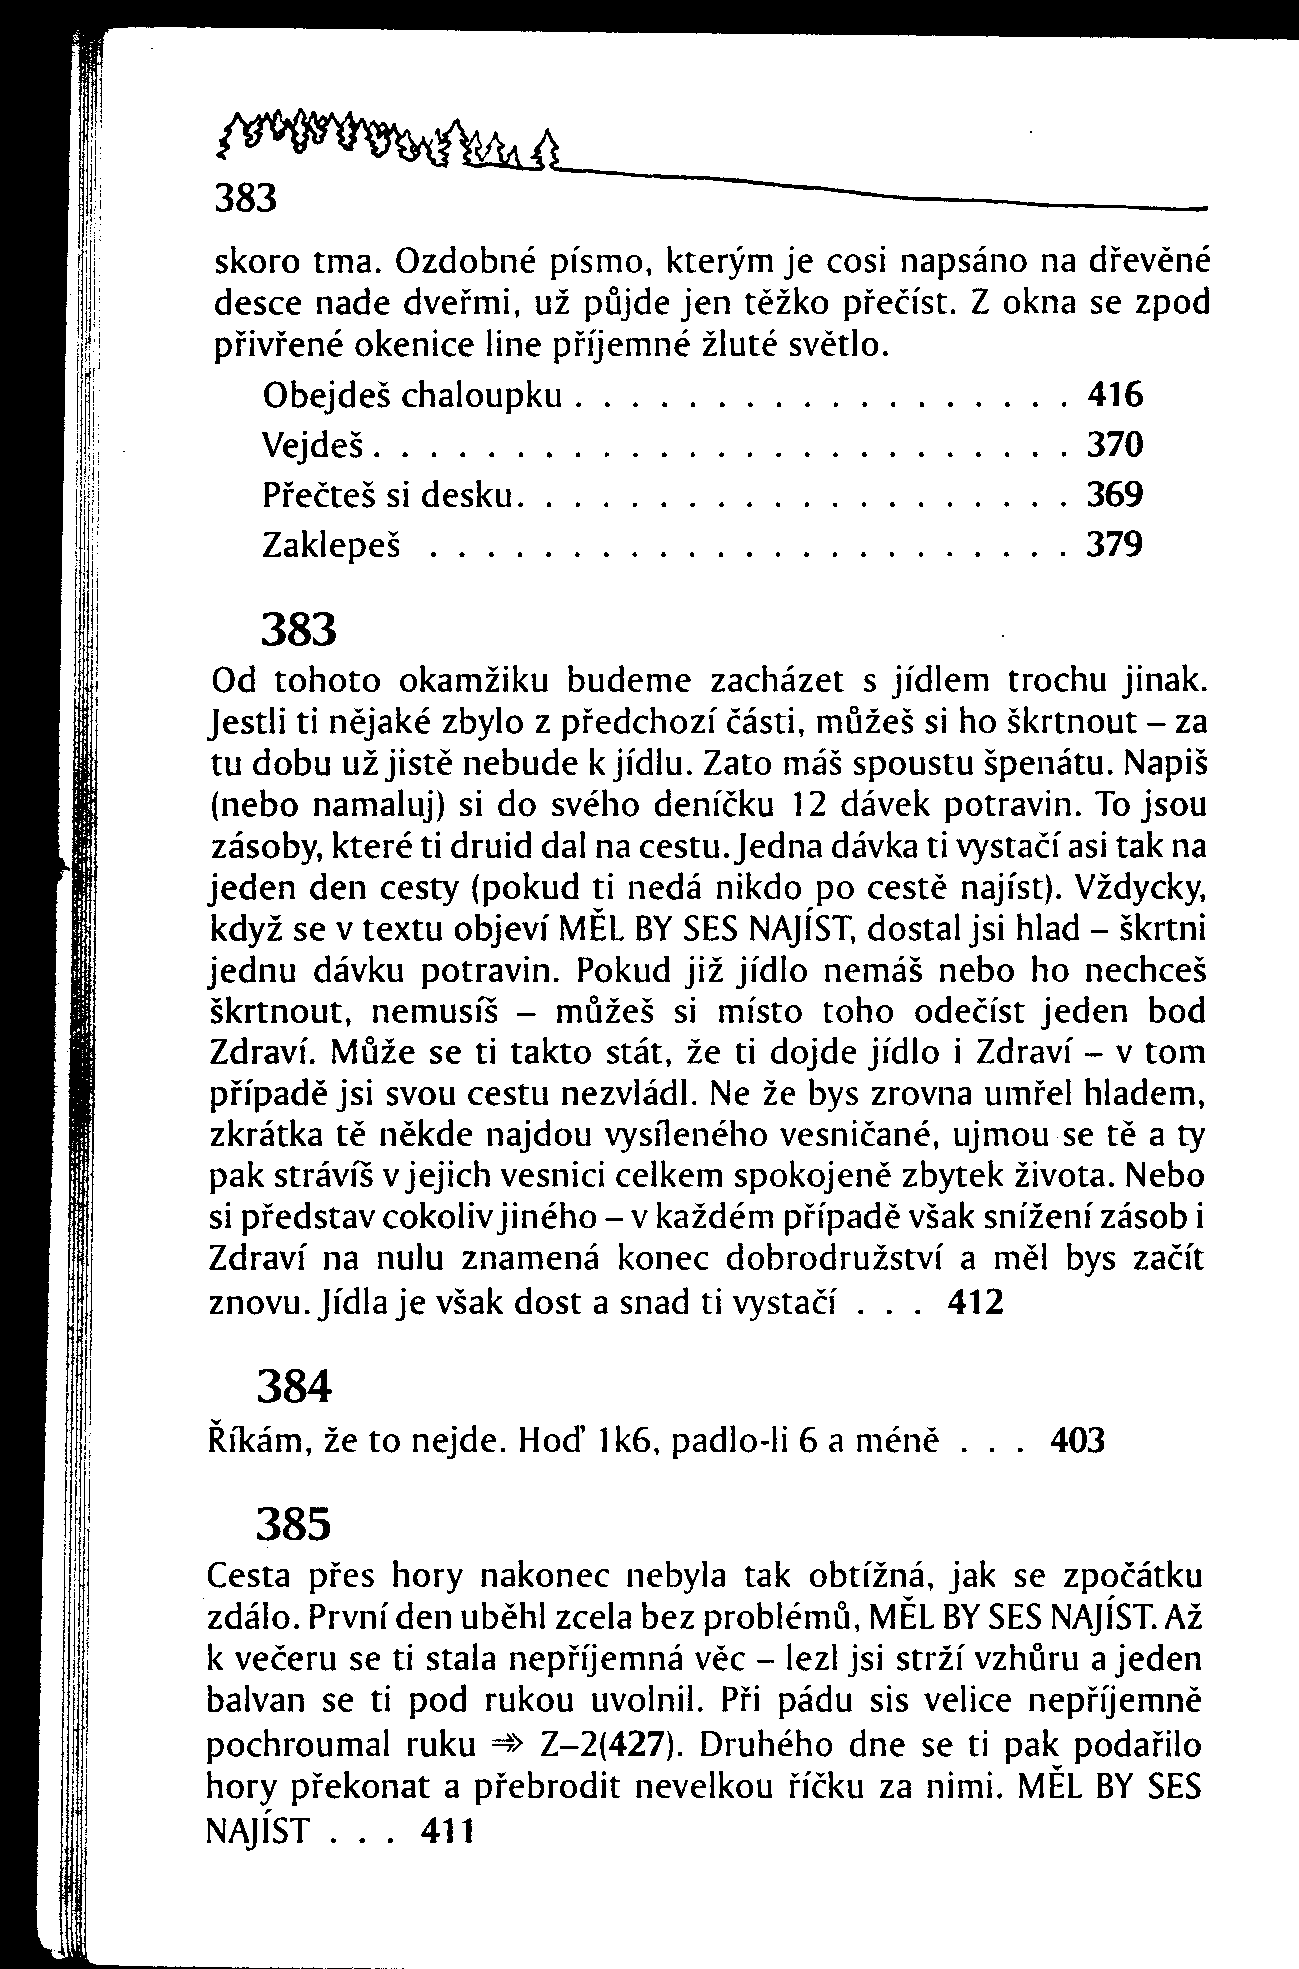 383
skoro tma. Ozdobné písmo, kterým je cosi napsáno na dřevěné
desce nade dveřmi, už půjde jen těžko přečíst. Z okna se zpod
přivřené okenice line příjemné žluté světlo.
Obejdeš chaloupku . . . . . . . . . . . . . . . . . . 416
Vejdeš . . . . . . . . . . . . . . . . . . . . . . . . . 370
Přečteš si desku. . . . . . . . . . . . . . . . . . . . 369
Zaklepeš . . . . . . . . . . . . . . . . . . . . . . . 379
383
Od tohoto okamžiku budeme zacházet s jídlem trochu jinak.
Jestli ti nějaké zbylo z předchozí části, můžeš si ho škrtnout – za
tu dobu už jistě nebude k jídlu. Zato máš spoustu špenátu. Napiš
(nebo namaluj) si do svého deníčku 12 dávek potravin. To jsou
zásoby, které ti druid dal na cestu. Jedna dávka ti vystačí asi tak na
jeden den cesty (pokud ti nedá nikdo po cestě najíst). Vždycky,
když se v textu objeví MĚL BY SES NAJÍST, dostal jsi hlad – škrtni
jednu dávku potravin. Pokud již jídlo nemáš nebo ho nechceš
škrtnout, nemusíš – můžeš si místo toho odečíst jeden bod
Zdraví. Může se ti takto stát, že ti dojde jídlo i Zdraví – v tom
případě jsi svou cestu nezvládl. Ne že bys zrovna umřel hladem,
zkrátka tě někde najdou vysíleného vesničané, ujmou se tě a ty
pak strávíš v jejich vesnici celkem spokojeně zbytek života. Nebo
si představ cokoliv jiného – v každém případě však snížení zásob i
Zdraví na nulu znamená konec dobrodružství a měl bys začít
znovu. Jídla je však dost a snad ti vystačí . . . 412
384
Říkám, že to nejde. Hoď 1k6, padlo-li 6 a méně . . . 403
385
Cesta přes hory nakonec nebyla tak obtížná, jak se zpočátku
zdálo. První den uběhl zcela bez problémů, MĚL BY SES NAJÍST. Až
k večeru se ti stala nepříjemná věc – lezl jsi strží vzhůru a jeden
balvan se ti pod rukou uvolnil. Při pádu sis velice nepříjemně
pochroumal ruku ➾ Z–2(427). Druhého dne se ti pak podařilo
hory překonat a přebrodit nevelkou říčku za nimi. MĚL BY SES
NAJÍST . . . 411